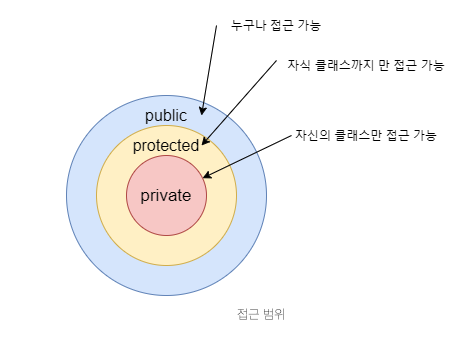 누구나 접근 가능
자식 클래스까지 만 접근 가능
public
자신의 클래스만 접근 가능
protected
private
접근 범위